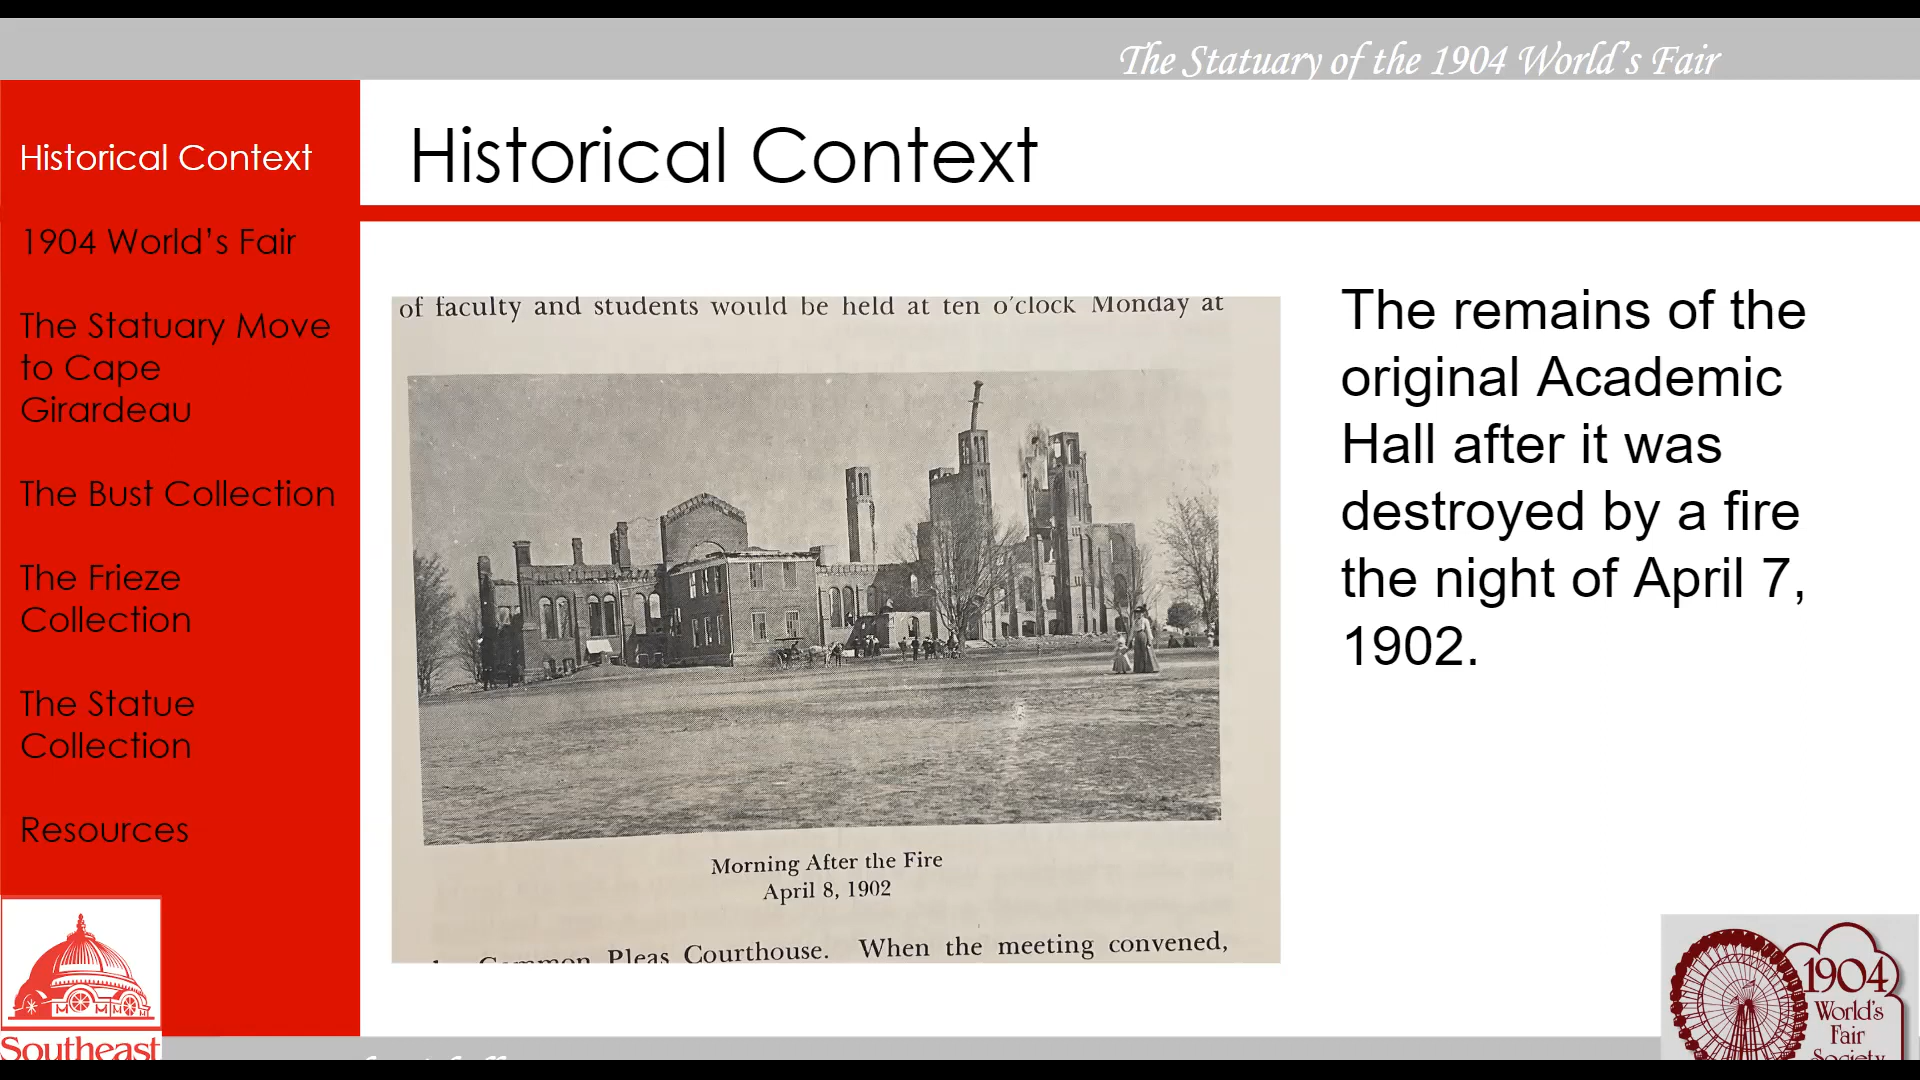 The Statuary of the 1904 World's Fair
Historical Context
1904 World's Fair
The Statuary Move
to Cape
Girardeau
The Bust Collection
The Frieze
Collection
The Statue
Collection
Resources
Southeast
Historical Context
of faculty and students would be held at ten o'clock Monday at
Morning After the Fire
April 8, 1902
Common Pleas Courthouse. When the meeting convened,
The remains of the
original Academic
Hall after it was
destroyed by a fire
the night of April 7,
1902.
1904
World's
Fair
Society